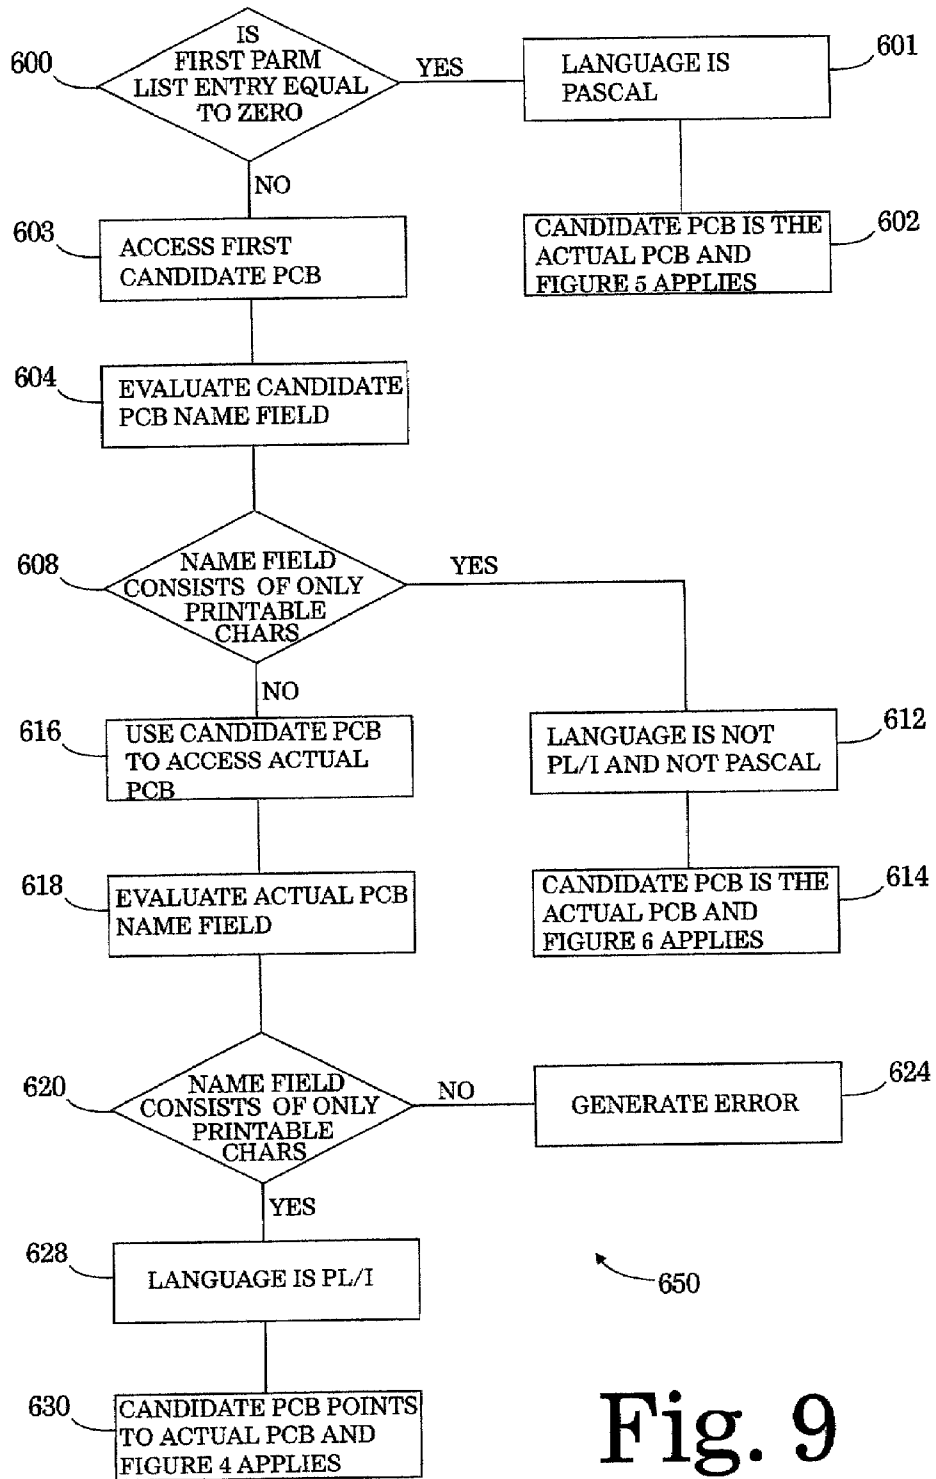 600
IS
FIRST PARM
LIST ENTRY EQUAL
TO ZERO
YES
LANGUAGE IS
PASCAL
601
NO
603
ACCESS FIRST
CANDIDATE PCB
CANDIDATE PCB IS THE
ACTUAL PCB AND
FIGURE 5 APPLIES
602
604
EVALUATE CANDIDATE
PCB NAME FIELD
608
NAME FIELD
CONSISTS OF ONLY
PRINTABLE
CHARS
YES
NO
616
USE CANDIDATE PCB
TO ACCESS ACTUAL
PCB
LANGUAGE IS NOT
PL/I AND NOT PASCAL
612
618
EVALUATE ACTUAL PCB
NAME FIELD
CANDIDATE PCB IS THE
ACTUAL PCB AND
FIGURE 6 APPLIES
614
620
NAME FIELD
CONSISTS OF ONLY
PRINTABLE
CHARS
NO
GENERATE ERROR
624
YES
628
LANGUAGE IS PL/I
650
630
CANDIDATE PCB POINTS
TO ACTUAL PCB AND
FIGURE 4 APPLIES
Fig. 9